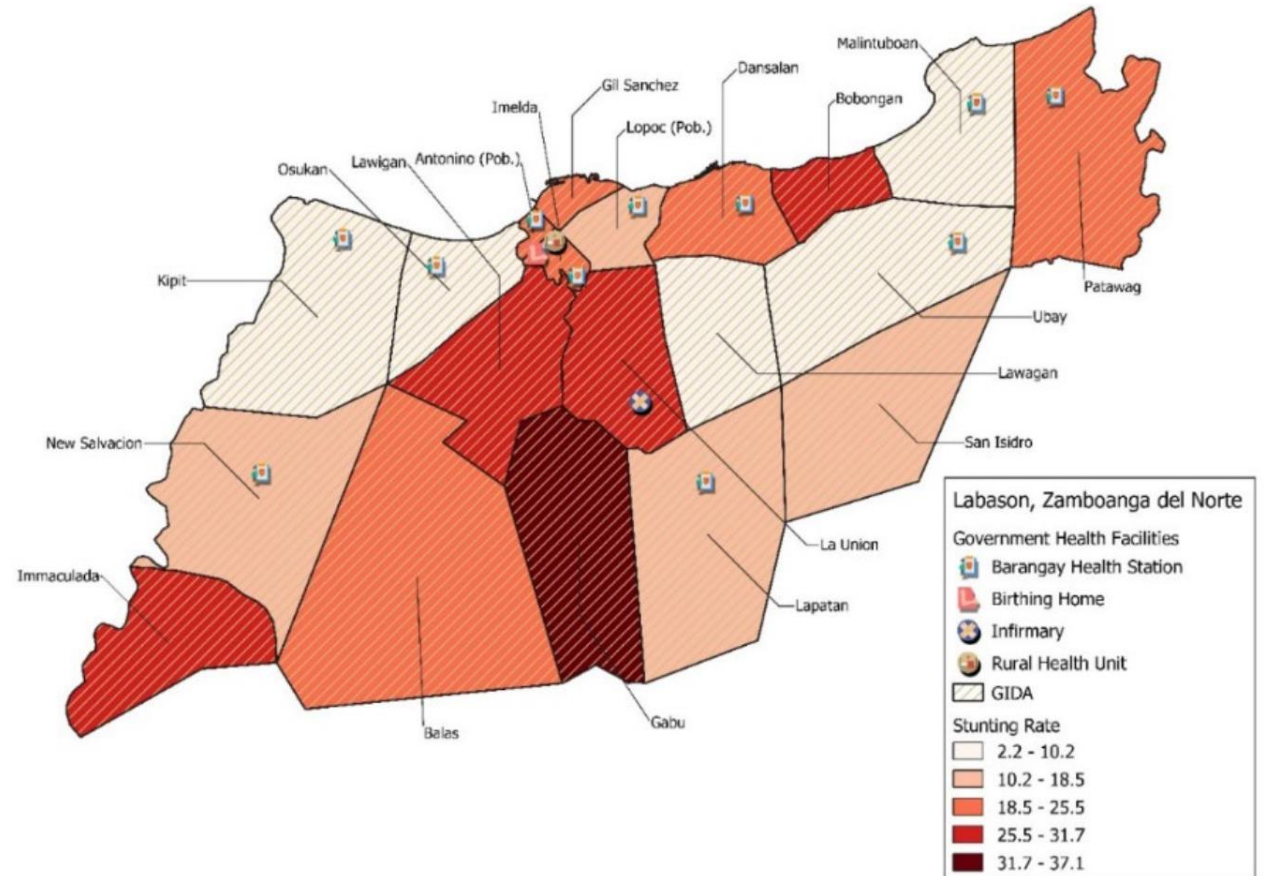 Malintuboan
Dansalan
Gil Sanchez
Bobongan
Imelda
Lopoc (Pob.)
Lawigan
Antonino (Pob.)
Osukan
Kipit
Patawag
Ubay
Lawagan
New Salvacion
San Isidro
La Union
Immaculada
Lapatan
Gabu
Balas
Labason, Zamboanga del Norte
Government Health Facilities
Barangay Health Station
Birthing Home
Infirmary
Rural Health Unit
GIDA
Stunting Rate
2.2 - 10.2
10.2 - 18.5
18.5 - 25.5
25.5 - 31.7
31.7 - 37.1